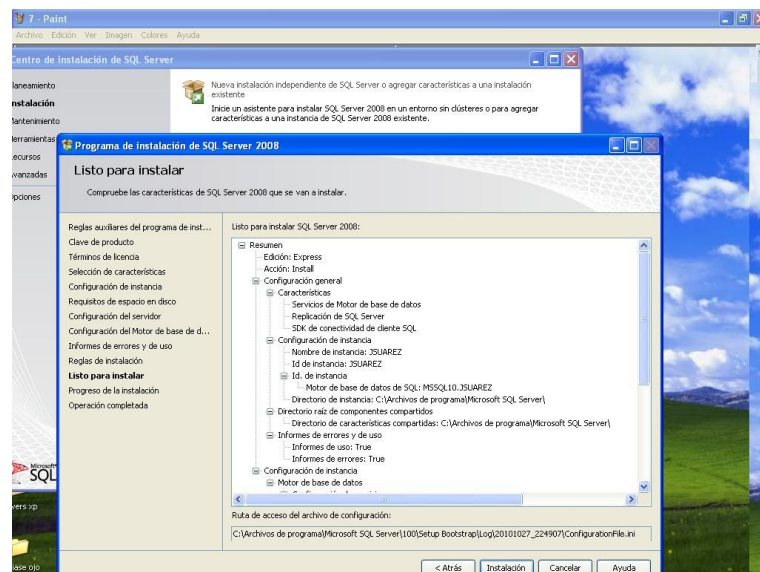 7 - Paint
Archivo Edición Ver Imagen Colores Ayuda
Centro de instalación de SQL Server
laneamiento
nstalación
Mantenimiento
erramientas
ecursos
vanzadas
pciones
Nueva instalación independiente de SQL Server o agregar características a una instalación
existente
Inicie un asistente para instalar SQL Server 2008 en un entorno sin clústeres o para agregar
características a una instancia de SQL Server 2008 existente.
Programa de instalación de SQL Server 2008
Listo para instalar
Compruebe las características de SQL Server 2008 que se van a instalar.
Reglas auxiliares del programa de inst...
Clave de producto
Términos de licencia
Selección de características
Configuración de instancia
Requisitos de espacio en disco
Configuración del servidor
Configuración del Motor de base de d...
Informes de errores y de uso
Reglas de instalación
Listo para instalar
Progreso de la instalación
Operación completada
Listo para instalar SQL Server 2008:
Resumen
Edición: Express
Acción: Install
Configuración general
Características
Servicios de Motor de base de datos
Replicación de SQL Server
SDK de conectividad de cliente SQL
Configuración de instancia
Nombre de instancia: JSUAREZ
Id de instancia: JSUAREZ
Id. de instancia
Motor de base de datos de SQL: MSSQL10.JSUAREZ
Directorio de instancia: C:\Archivos de programa\Microsoft SQL Server\
Directorio raíz de componentes compartidos
Directorio de características compartidas: C:\Archivos de programa\Microsoft SQL Server\
Informes de errores y de uso
Informes de uso: True
Informes de errores: True
Configuración de instancia
Motor de base de datos
Ruta de acceso del archivo de configuración:
C:\Archivos de programa\Microsoft SQL Server\100\Setup Bootstrap\Log\20101027_224907\ConfigurationFile.ini
< Atrás Instalación Cancelar Ayuda
Microsoft
SQL
vers xp
iase ojo